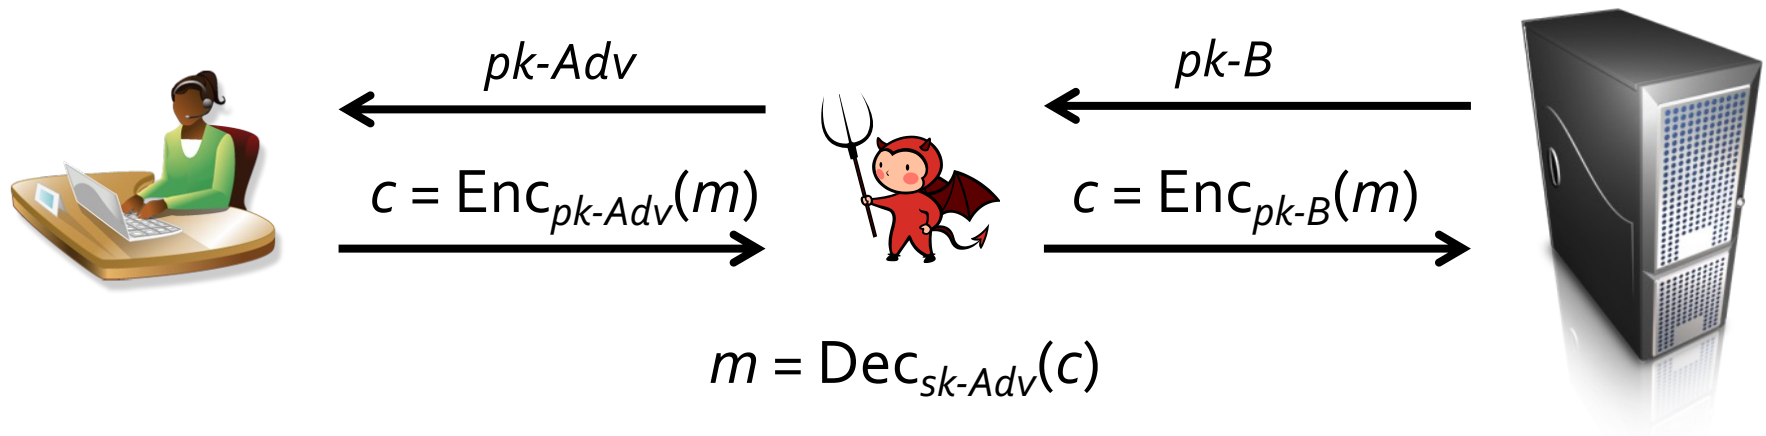 pk-Adv
pk-B
c = Enc_pk-Adv(m)
c = Enc_pk-B(m)
m = Dec_sk-Adv(c)